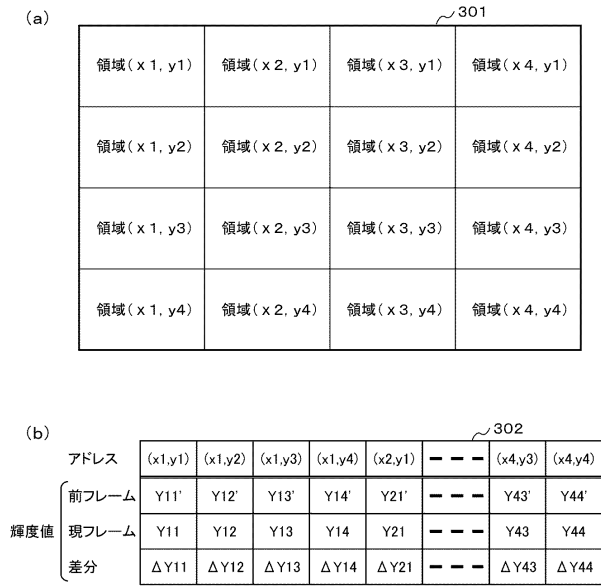 (a)
301
領域(x1, y1) 領域(x2, y1) 領域(x3, y1) 領域(x4, y1)
領域(x1, y2) 領域(x2, y2) 領域(x3, y2) 領域(x4, y2)
領域(x1, y3) 領域(x2, y3) 領域(x3, y3) 領域(x4, y3)
領域(x1, y4) 領域(x2, y4) 領域(x3, y4) 領域(x4, y4)
(b)
302
アドレス (x1,y1) (x1,y2) (x1,y3) (x1,y4) (x2,y1) --- (x4,y3) (x4,y4)
前フレーム Y11' Y12' Y13' Y14' Y21' --- Y43' Y44'
輝度値 現フレーム Y11 Y12 Y13 Y14 Y21 --- Y43 Y44
差分 ΔY11 ΔY12 ΔY13 ΔY14 ΔY21 --- ΔY43 ΔY44